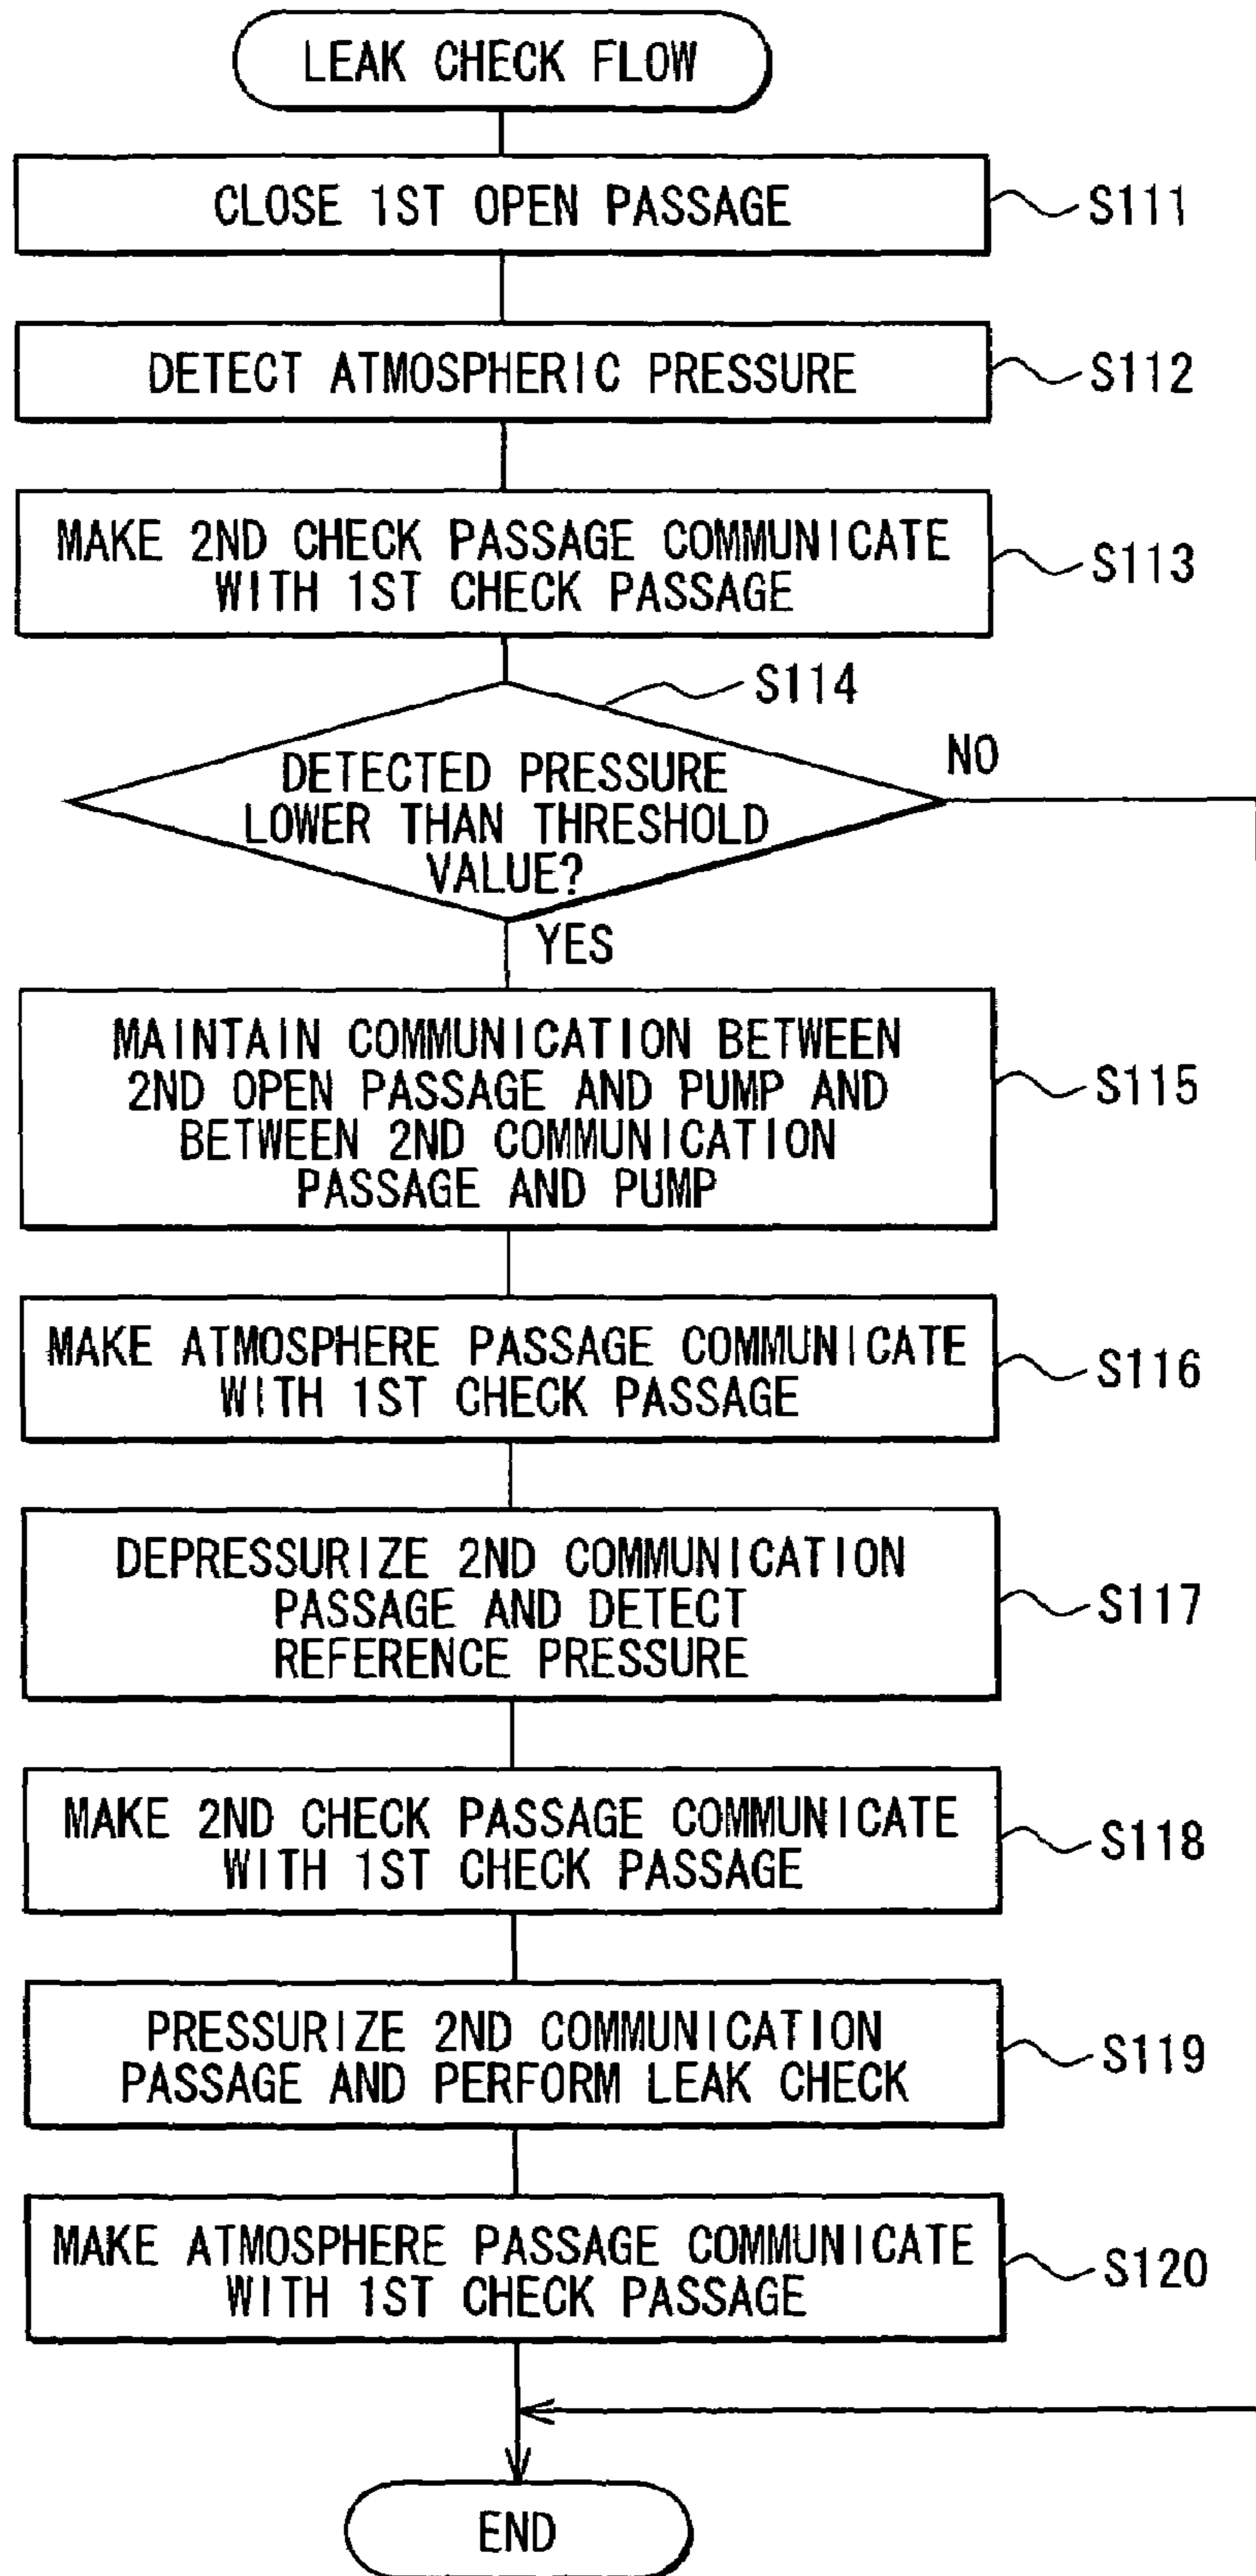 LEAK CHECK FLOW
CLOSE 1ST OPEN PASSAGE
S111
DETECT ATMOSPHERIC PRESSURE
S112
MAKE 2ND CHECK PASSAGE COMMUNICATE
WITH 1ST CHECK PASSAGE
S113
S114
DETECTED PRESSURE
LOWER THAN THRESHOLD
VALUE?
NO
YES
MAINTAIN COMMUNICATION BETWEEN
2ND OPEN PASSAGE AND PUMP AND
BETWEEN 2ND COMMUNICATION
PASSAGE AND PUMP
S115
MAKE ATMOSPHERE PASSAGE COMMUNICATE
WITH 1ST CHECK PASSAGE
S116
DEPRESSURIZE 2ND COMMUNICATION
PASSAGE AND DETECT
REFERENCE PRESSURE
S117
MAKE 2ND CHECK PASSAGE COMMUNICATE
WITH 1ST CHECK PASSAGE
S118
PRESSURIZE 2ND COMMUNICATION
PASSAGE AND PERFORM LEAK CHECK
S119
MAKE ATMOSPHERE PASSAGE COMMUNICATE
WITH 1ST CHECK PASSAGE
S120
END